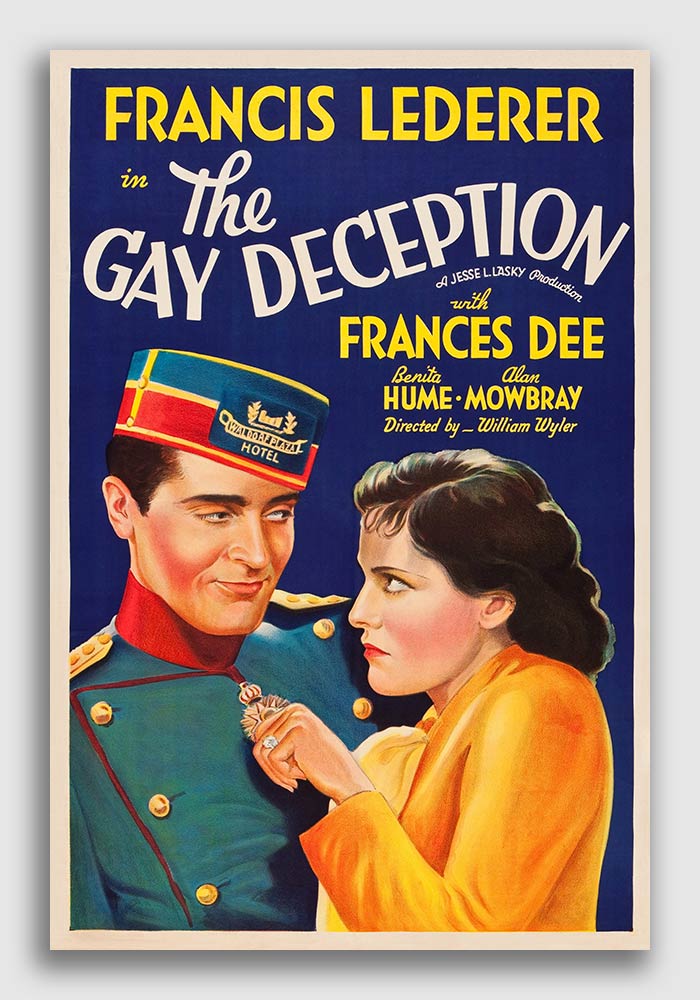 FRANCIS LEDERER
in The
GAY DECEPTION
A JESSE L. LASKY Production
with
FRANCES DEE
Benita Alan
HUME · MOWBRAY
Directed by – William Wyler
WALDORF PLAZA
HOTEL